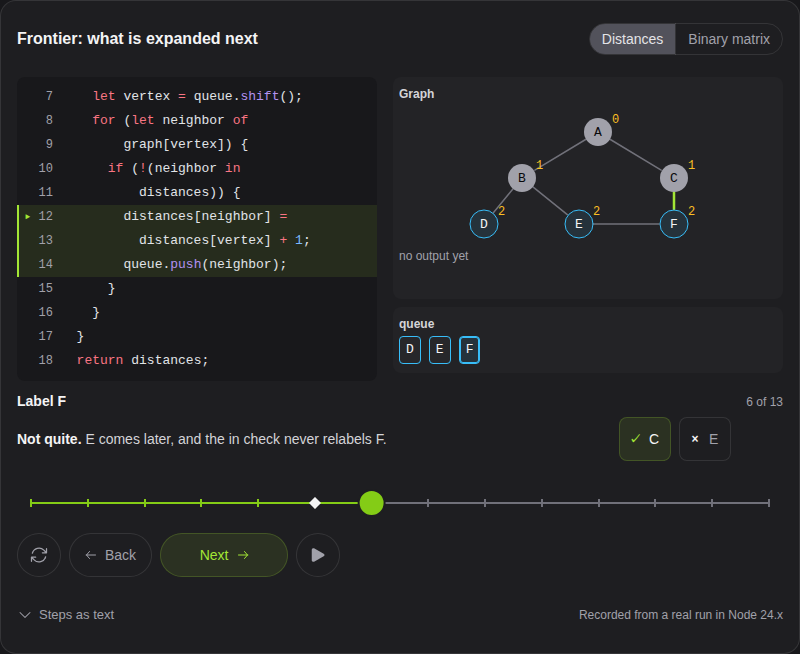 Frontier: what is expanded next
Distances
Binary matrix
7 let vertex = queue.shift();
8 for (let neighbor of
9 graph[vertex]) {
10 if (!(neighbor in
11 distances)) {
▸ 12 distances[neighbor] =
13 distances[vertex] + 1;
14 queue.push(neighbor);
15 }
16 }
17 }
18 return distances;
Graph
A 0
B 1
C 1
D 2
E 2
F 2
no output yet
queue
D E F
Label F
6 of 13
Not quite. E comes later, and the in check never relabels F.
✓ C
× E
← Back
Next →
Steps as text
Recorded from a real run in Node 24.x